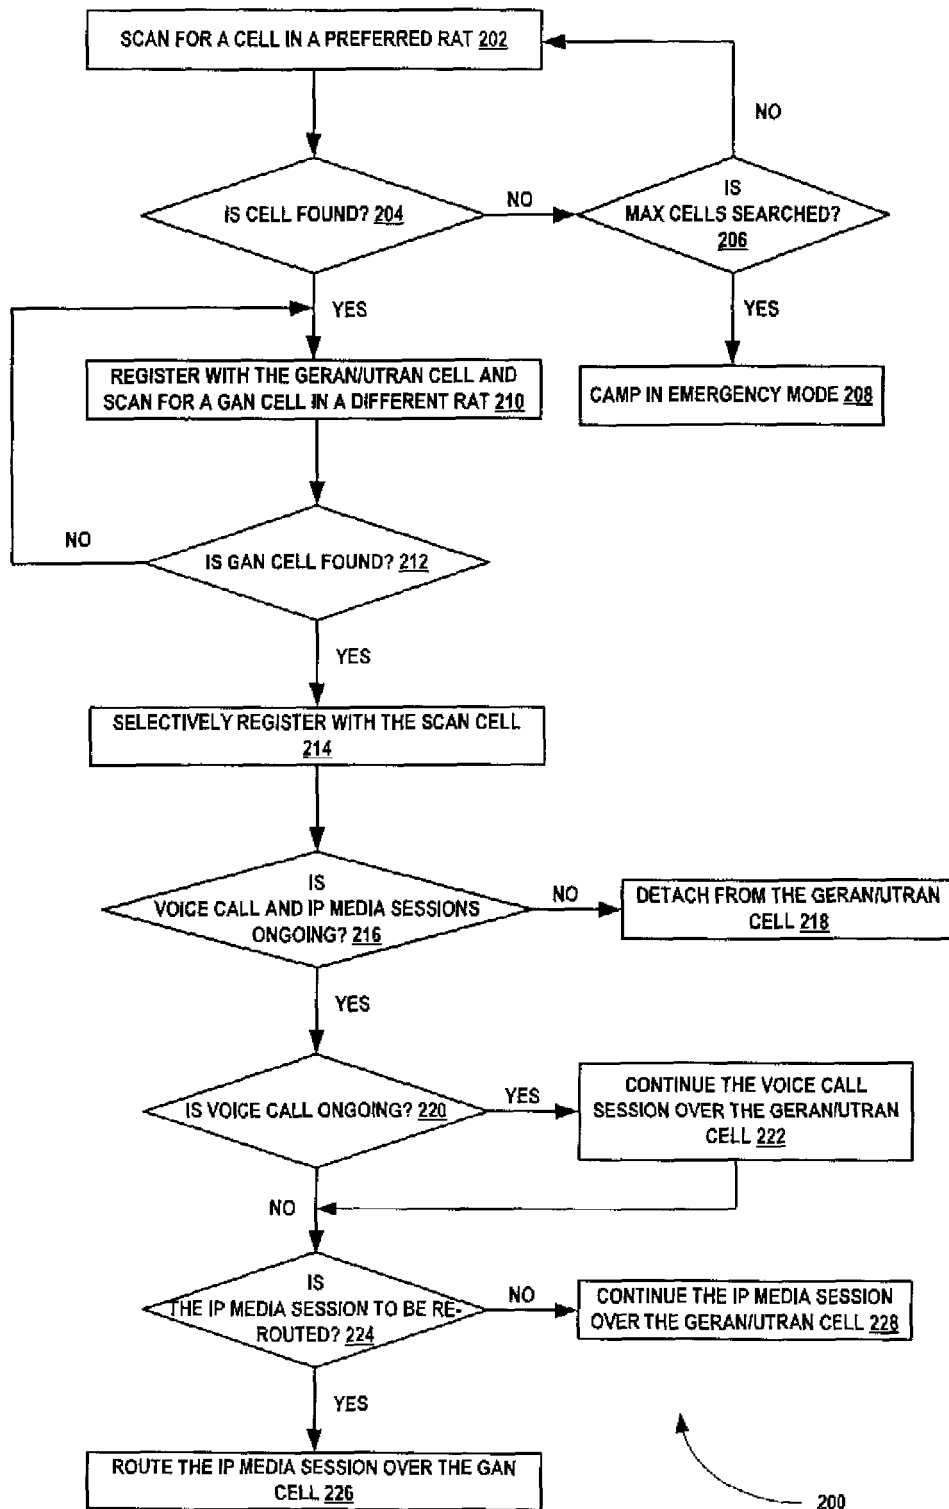 SCAN FOR A CELL IN A PREFERRED RAT 202
NO
IS CELL FOUND? 204
NO
IS
MAX CELLS SEARCHED?
206
YES
YES
REGISTER WITH THE GERAN/UTRAN CELL AND
SCAN FOR A GAN CELL IN A DIFFERENT RAT 210
CAMP IN EMERGENCY MODE 208
NO
IS GAN CELL FOUND? 212
YES
SELECTIVELY REGISTER WITH THE SCAN CELL
214
IS
VOICE CALL AND IP MEDIA SESSIONS
ONGOING? 216
NO
DETACH FROM THE GERAN/UTRAN
CELL 218
YES
IS VOICE CALL ONGOING? 220
YES
CONTINUE THE VOICE CALL
SESSION OVER THE GERAN/UTRAN
CELL 222
NO
IS
THE IP MEDIA SESSION TO BE RE-
ROUTED? 224
NO
CONTINUE THE IP MEDIA SESSION
OVER THE GERAN/UTRAN CELL 228
YES
ROUTE THE IP MEDIA SESSION OVER THE GAN
CELL 226
200